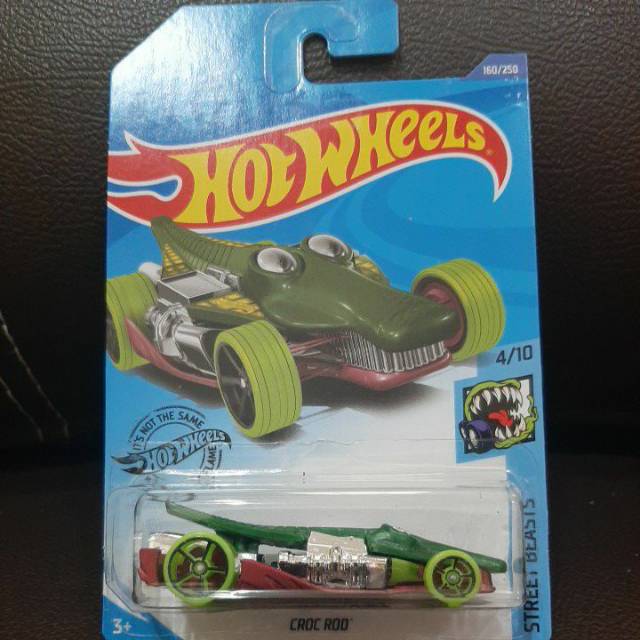 160/250
HOT WHEELS
4/10
IT'S NOT THE SAME
HOT WHEELS
STREET BEASTS
3+
CROC ROD